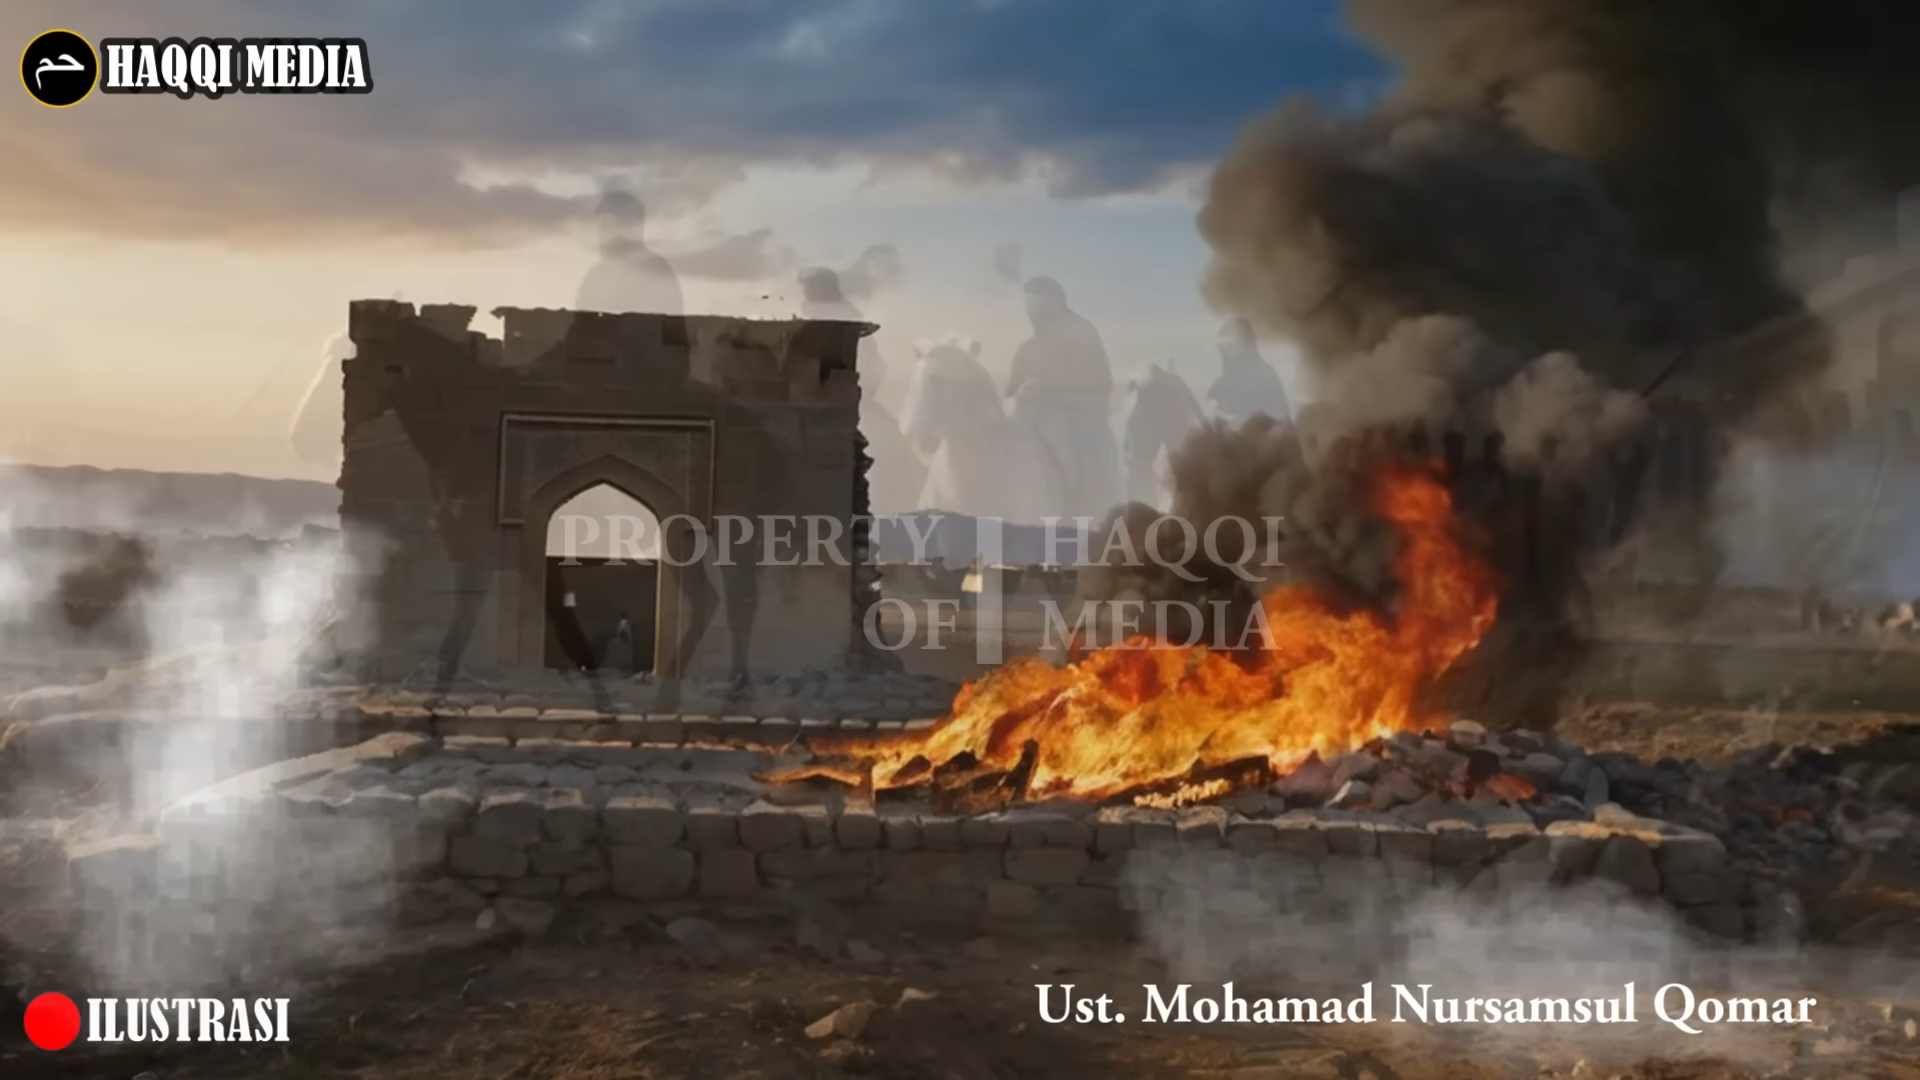 حم
HAQQI MEDIA
PROPERTY | HAQQI
OF | MEDIA
ILUSTRASI
Ust. Mohamad Nursamsul Qomar